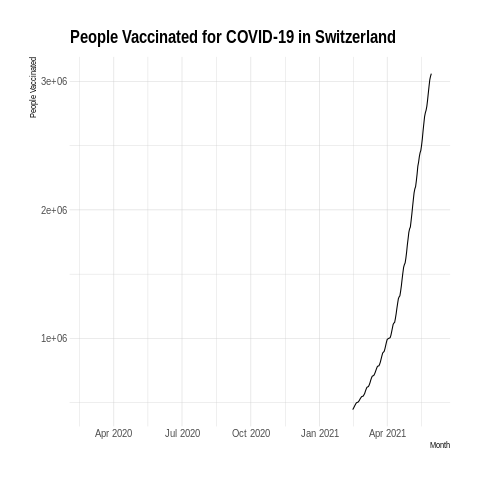 People Vaccinated for COVID-19 in Switzerland
People Vaccinated
3e+06
2e+06
1e+06
Apr 2020 Jul 2020 Oct 2020 Jan 2021 Apr 2021
Month